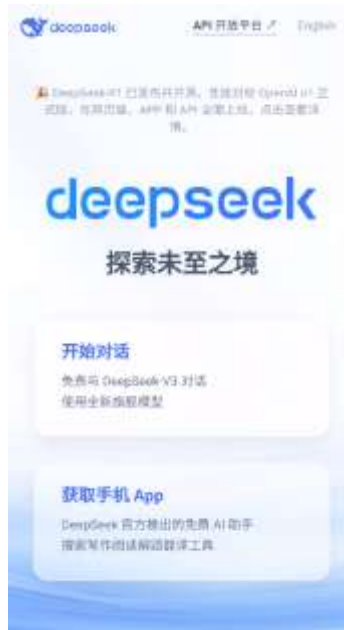 deepseek
API 开放平台 ↗
English
🎉 DeepSeek-R1 已发布并开源，性能对标 OpenAI o1 正
式版，在网页端、APP 和 API 全面上线，点击查看详
情。
deepseek
探索未至之境
开始对话
免费与 DeepSeek-V3 对话
使用全新旗舰模型
获取手机 App
DeepSeek 官方推出的免费 AI 助手
搜索写作阅读解题翻译工具